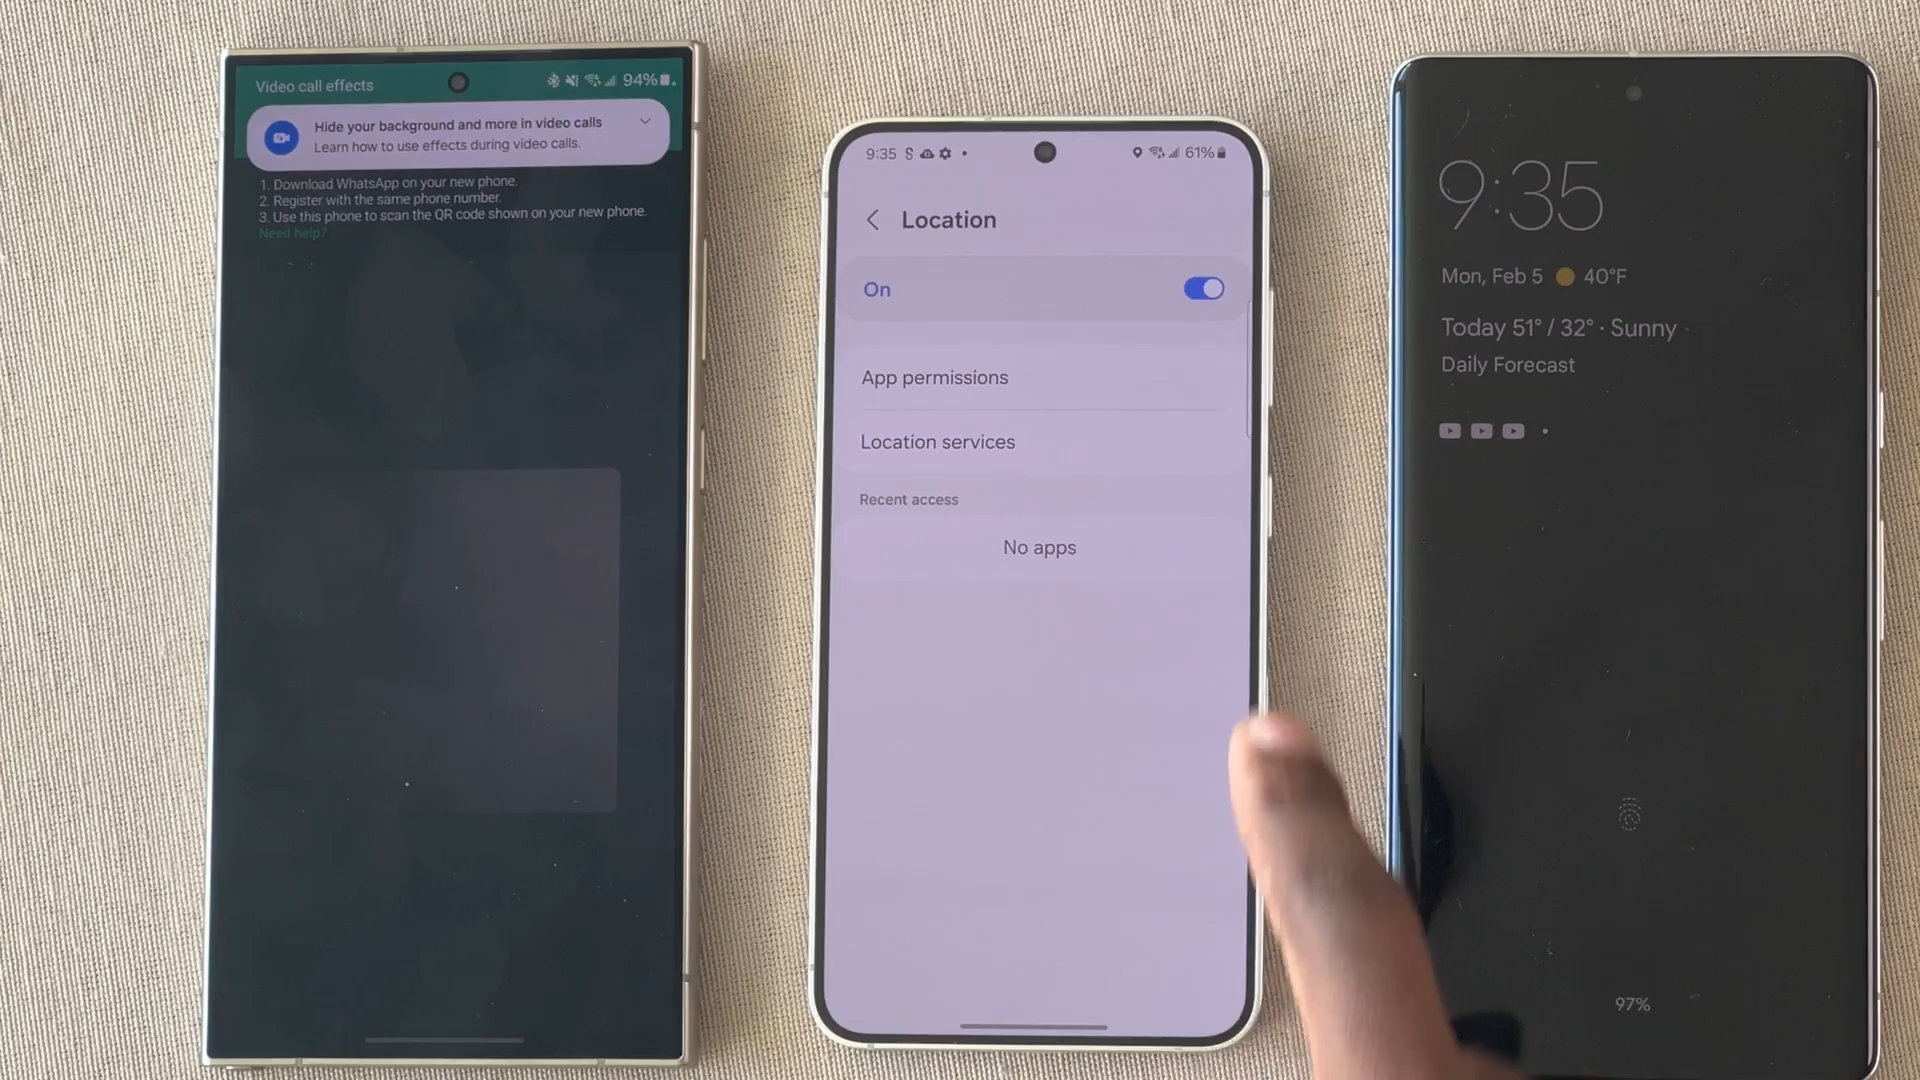 Video call effects
94%
Hide your background and more in video calls
Learn how to use effects during video calls.
1. Download WhatsApp on your new phone.
2. Register with the same phone number.
3. Use this phone to scan the QR code shown on your new phone.
Need help?
9:35 S 61%
Location
On
App permissions
Location services
Recent access
No apps
9:35
Mon, Feb 5 40°F
Today 51° / 32° · Sunny
Daily Forecast
97%